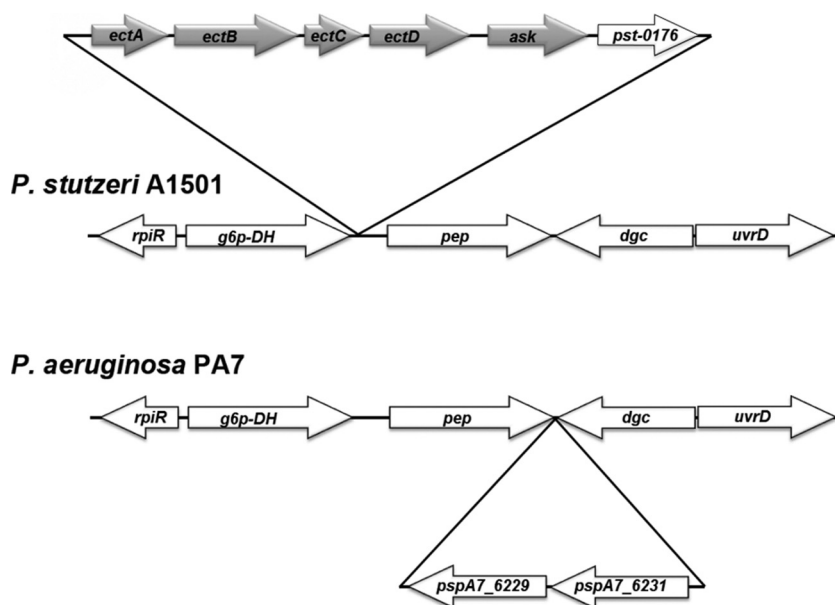 ectA ectB ectC ectD ask pst-0176
P. stutzeri A1501
rpiR g6p-DH pep dgc uvrD
P. aeruginosa PA7
rpiR g6p-DH pep dgc uvrD
pspA7_6229 pspA7_6231